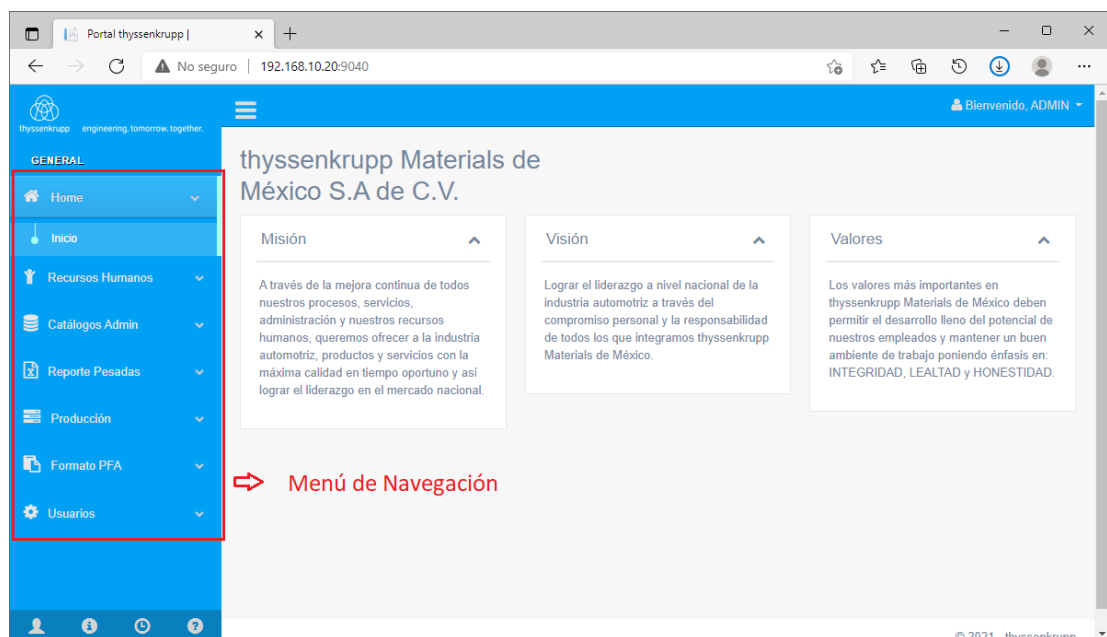 Portal thyssenkrupp |
No seguro | 192.168.10.20:9040
thyssenkrupp engineering. tomorrow. together.
Bienvenido, ADMIN
GENERAL
Home
Inicio
Recursos Humanos
Catálogos Admin
Reporte Pesadas
Producción
Formato PFA
Usuarios
thyssenkrupp Materials de
México S.A de C.V.
Misión
A través de la mejora continua de todos
nuestros procesos, servicios,
administración y nuestros recursos
humanos, queremos ofrecer a la industria
automotriz, productos y servicios con la
máxima calidad en tiempo oportuno y así
lograr el liderazgo en el mercado nacional.
Visión
Lograr el liderazgo a nivel nacional de la
industria automotriz a través del
compromiso personal y la responsabilidad
de todos los que integramos thyssenkrupp
Materials de México.
Valores
Los valores más importantes en
thyssenkrupp Materials de México deben
permitir el desarrollo lleno del potencial de
nuestros empleados y mantener un buen
ambiente de trabajo poniendo énfasis en:
INTEGRIDAD, LEALTAD y HONESTIDAD.
Menú de Navegación
© 2021 thyssenkrupp